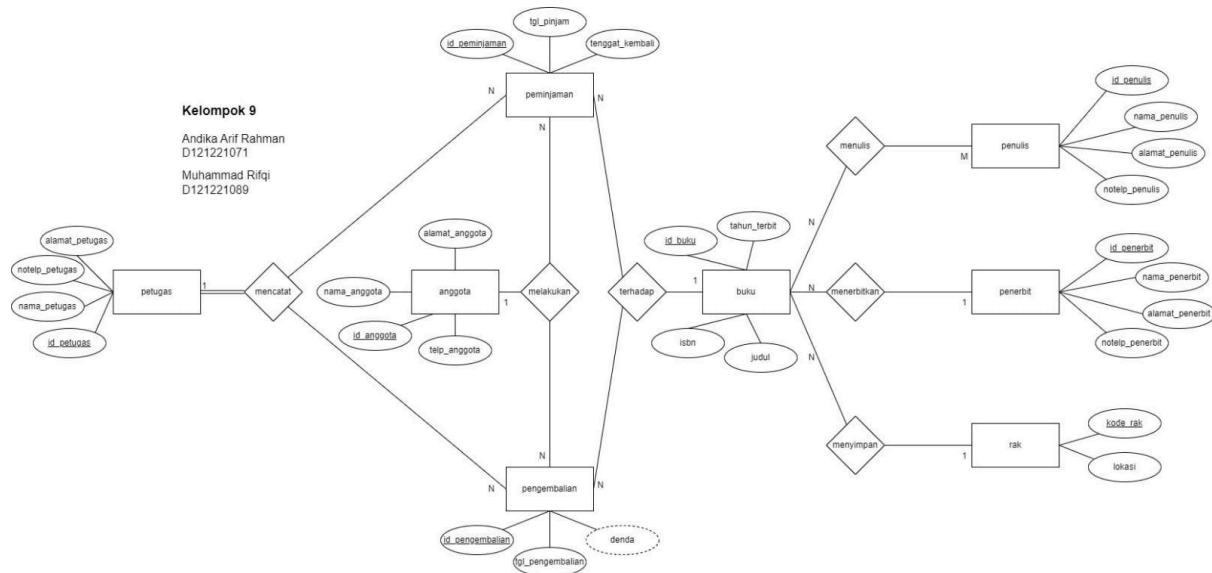 tgl_pinjam
id_peminjaman
tenggat_kembali
peminjaman
N
N
N
Kelompok 9
Andika Arif Rahman
D121221071
Muhammad Rifqi
D121221089
id_penulis
nama_penulis
alamat_penulis
notelp_penulis
penulis
menulis
M
N
alamat_petugas
notelp_petugas
nama_petugas
id_petugas
petugas
1
mencatat
alamat_anggota
nama_anggota
anggota
id_anggota
telp_anggota
1
melakukan
terhadap
1
id_buku
tahun_terbit
buku
isbn
judul
N
menerbitkan
1
penerbit
id_penerbit
nama_penerbit
alamat_penerbit
notelp_penerbit
N
menyimpan
1
rak
kode_rak
lokasi
N
N
N
pengembalian
id_pengembalian
tgl_pengembalian
denda